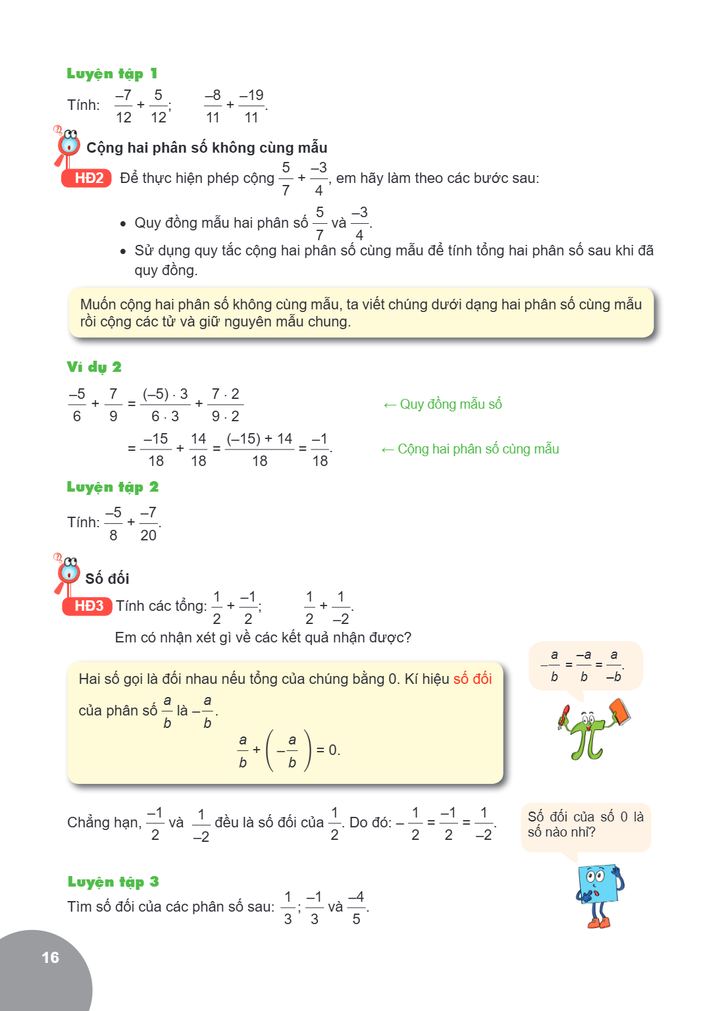 Luyện tập 1
Tính: –7/12 + 5/12; –8/11 + –19/11.
Cộng hai phân số không cùng mẫu
HĐ2 Để thực hiện phép cộng 5/7 + –3/4, em hãy làm theo các bước sau:
• Quy đồng mẫu hai phân số 5/7 và –3/4.
• Sử dụng quy tắc cộng hai phân số cùng mẫu để tính tổng hai phân số sau khi đã
quy đồng.
Muốn cộng hai phân số không cùng mẫu, ta viết chúng dưới dạng hai phân số cùng mẫu
rồi cộng các tử và giữ nguyên mẫu chung.
Ví dụ 2
–5/6 + 7/9 = (–5) · 3/6 · 3 + 7 · 2/9 · 2 ← Quy đồng mẫu số
= –15/18 + 14/18 = (–15) + 14/18 = –1/18. ← Cộng hai phân số cùng mẫu
Luyện tập 2
Tính: –5/8 + –7/20.
Số đối
HĐ3 Tính các tổng: 1/2 + –1/2; 1/2 + 1/–2.
Em có nhận xét gì về các kết quả nhận được?
Hai số gọi là đối nhau nếu tổng của chúng bằng 0. Kí hiệu số đối
của phân số a/b là –a/b.
a/b + (–a/b) = 0.
–a/b = –a/b = a/–b.
Chẳng hạn, –1/2 và 1/–2 đều là số đối của 1/2. Do đó: –1/2 = –1/2 = 1/–2.
Số đối của số 0 là
số nào nhỉ?
Luyện tập 3
Tìm số đối của các phân số sau: 1/3; –1/3 và –4/5.
16